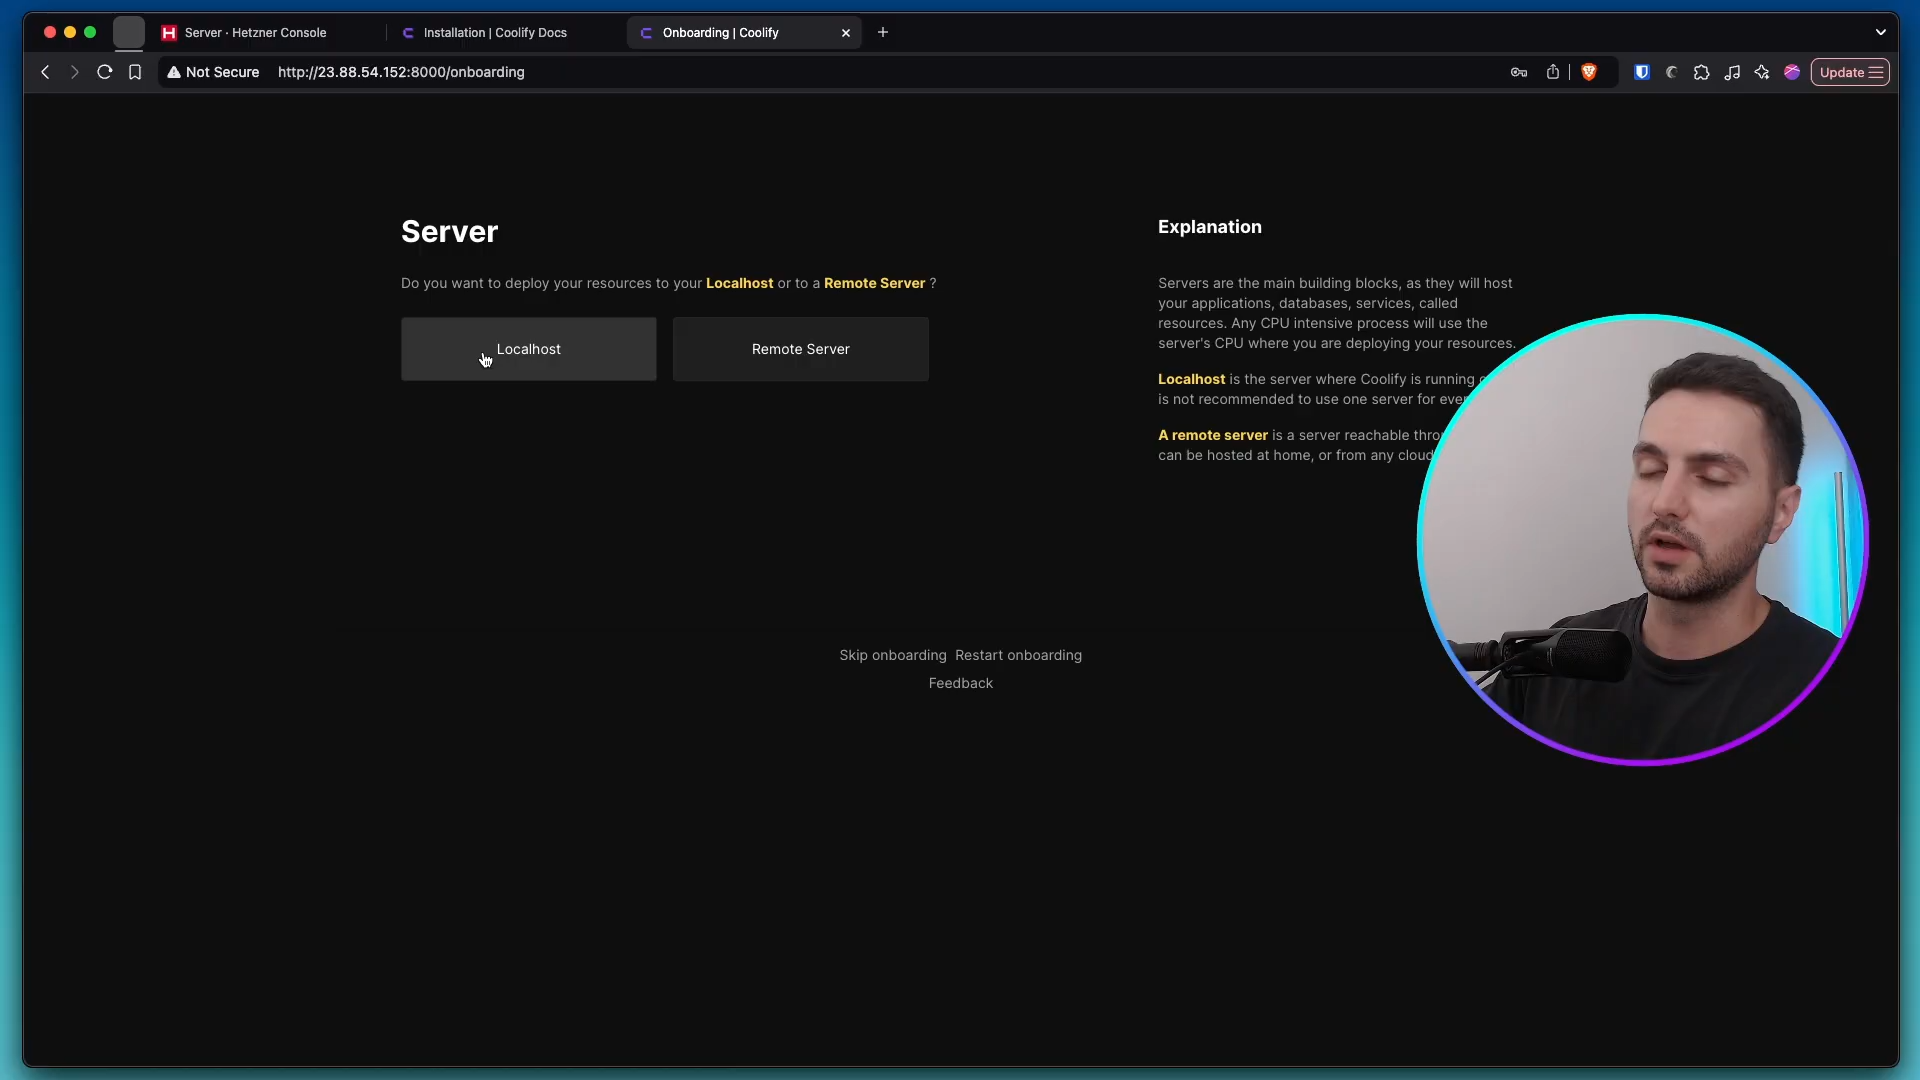 Server · Hetzner Console
Installation | Coolify Docs
Onboarding | Coolify
Not Secure
http://23.88.54.152:8000/onboarding
Update
Server
Do you want to deploy your resources to your Localhost or to a Remote Server ?
Localhost
Remote Server
Explanation
Servers are the main building blocks, as they will host
your applications, databases, services, called
resources. Any CPU intensive process will use the
server's CPU where you are deploying your resources.
Localhost is the server where Coolify is running
is not recommended to use one server for
A remote server is a server reachable
can be hosted at home, or from any cloud
Skip onboarding Restart onboarding
Feedback